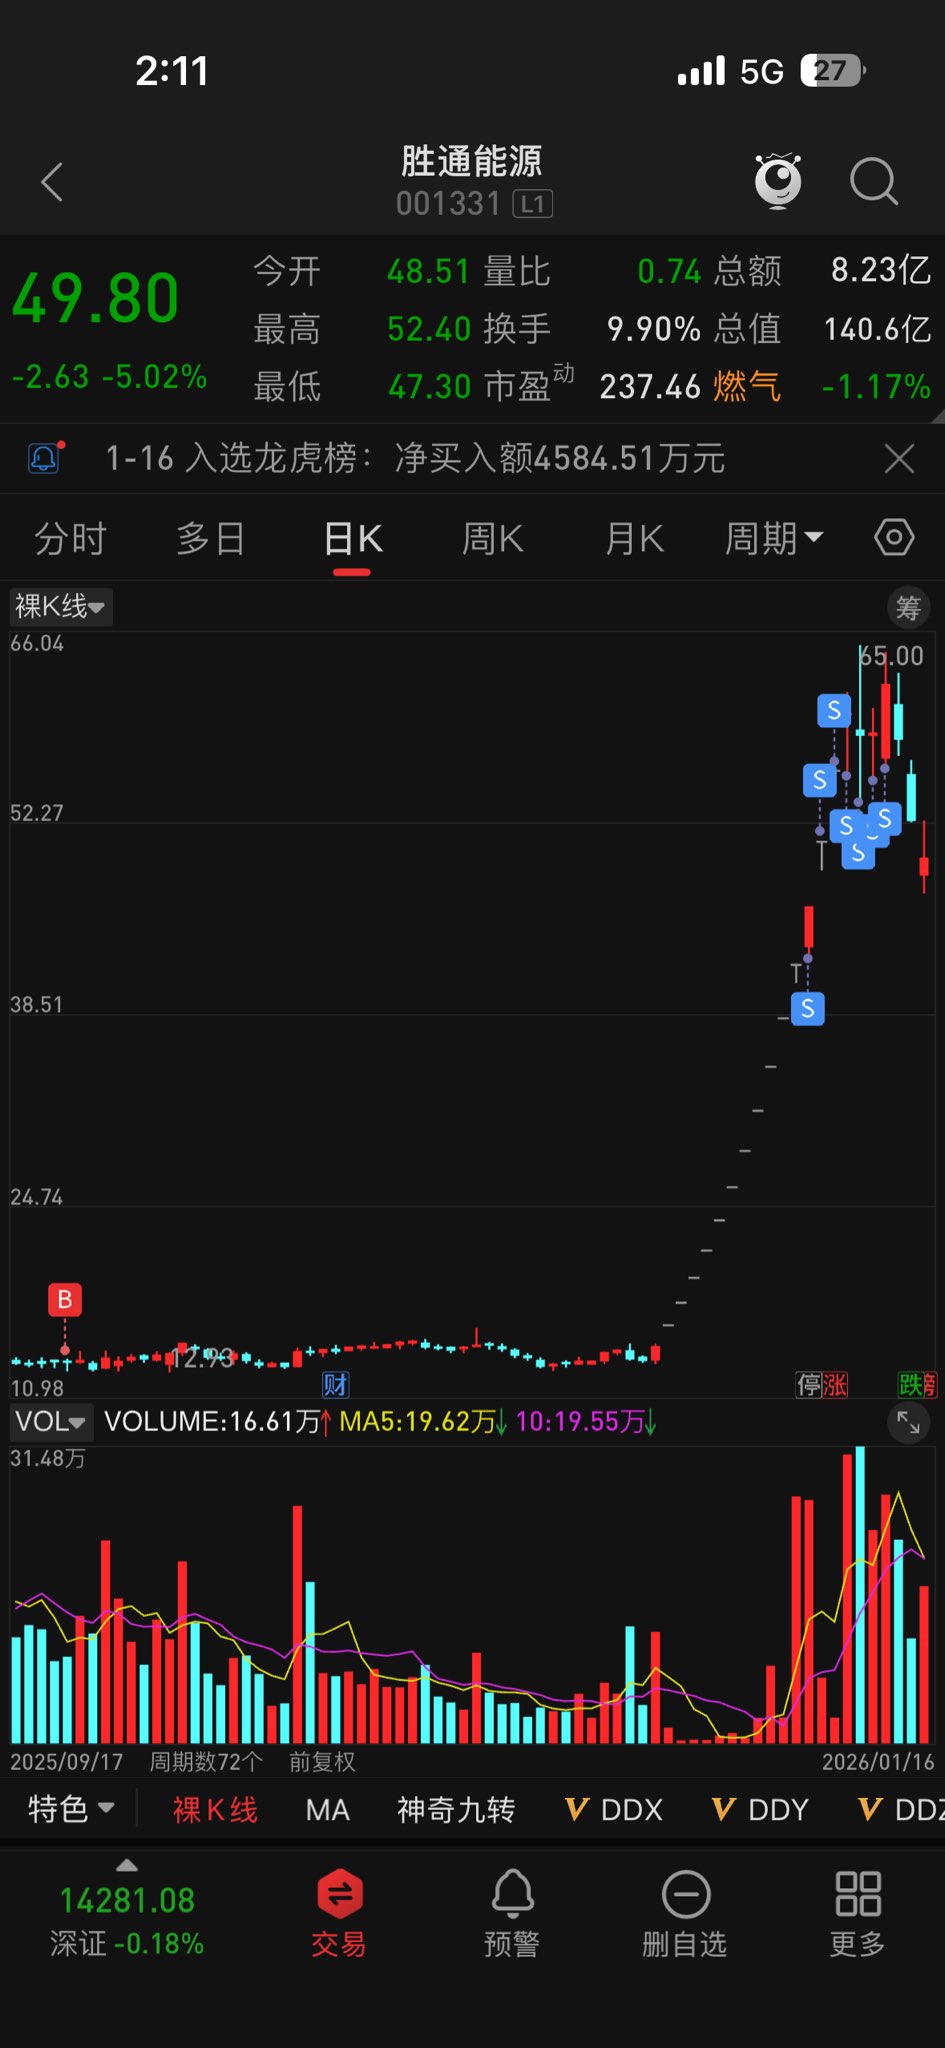 2:11 5G 27
胜通能源
001331 L1
49.80
-2.63 -5.02%
今开 48.51 量比 0.74 总额 8.23亿
最高 52.40 换手 9.90% 总值 140.6亿
最低 47.30 市盈动 237.46 燃气 -1.17%
1-16 入选龙虎榜：净买入额4584.51万元
分时 多日 日K 周K 月K 周期
裸K线 筹
66.04
65.00
S
S
52.27
S S
S
T
T
38.51
S
24.74
B
12.93
10.98
财 停 涨 跌 榜
VOL VOLUME:16.61万 MA5:19.62万 10:19.55万
31.48万
2025/09/17 周期数72个 前复权 2026/01/16
特色 裸K线 MA 神奇九转 V DDX V DDY V DDZ
14281.08
深证 -0.18% 交易 预警 删自选 更多